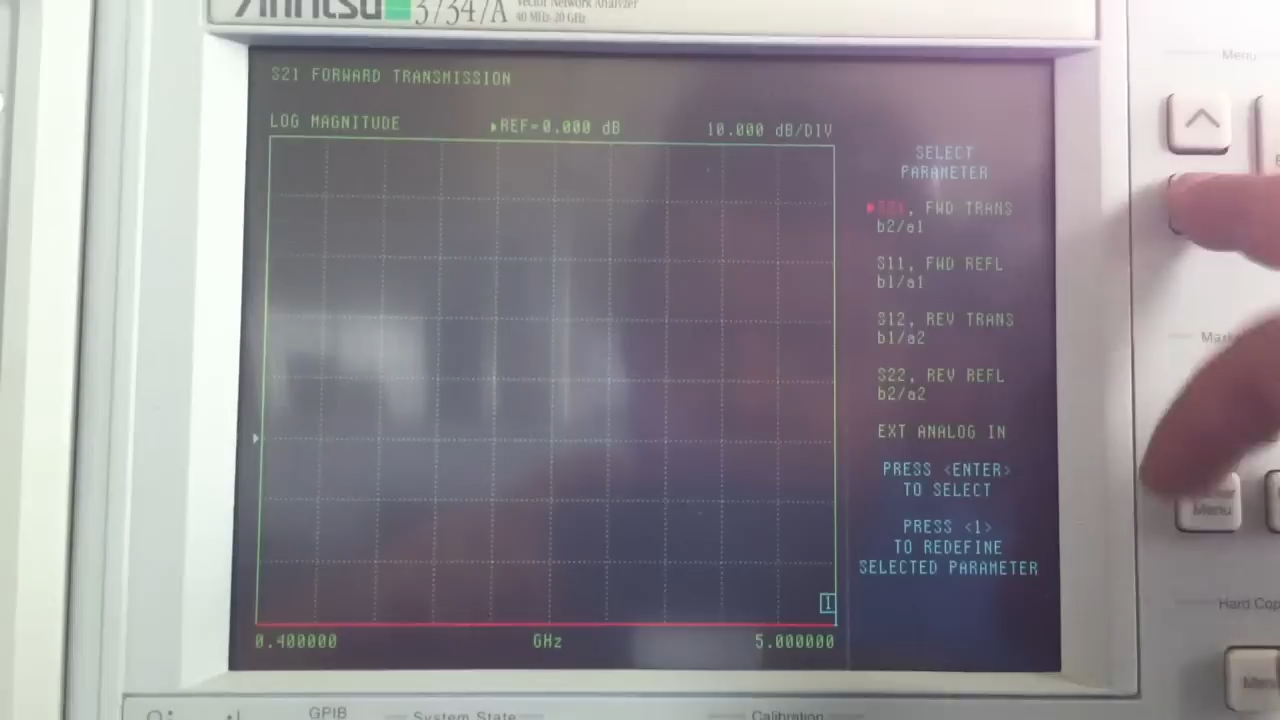 Anritsu 37347A
Vector Network Analyzer
40 MHz-20 GHz
S21 FORWARD TRANSMISSION
LOG MAGNITUDE ▶REF=0.000 dB 10.000 dB/DIV
SELECT
PARAMETER
S21, FWD TRANS
b2/a1
S11, FWD REFL
b1/a1
S12, REV TRANS
b1/a2
S22, REV REFL
b2/a2
EXT ANALOG IN
PRESS <ENTER>
TO SELECT
PRESS <1>
TO REDEFINE
SELECTED PARAMETER
1
0.400000 GHz 5.000000
Menu
Menu
Hard Cop
Menu
GPIB System State Calibration